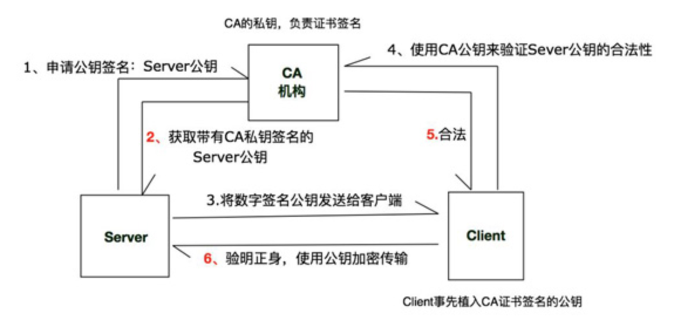 CA的私钥，负责证书签名
1、申请公钥签名：Server公钥
4、使用CA公钥来验证Sever公钥的合法性
CA
机构
2、获取带有CA私钥签名的
Server公钥
5.合法
3.将数字签名公钥发送给客户端
Server
Client
6、验明正身，使用公钥加密传输
Client事先植入CA证书签名的公钥